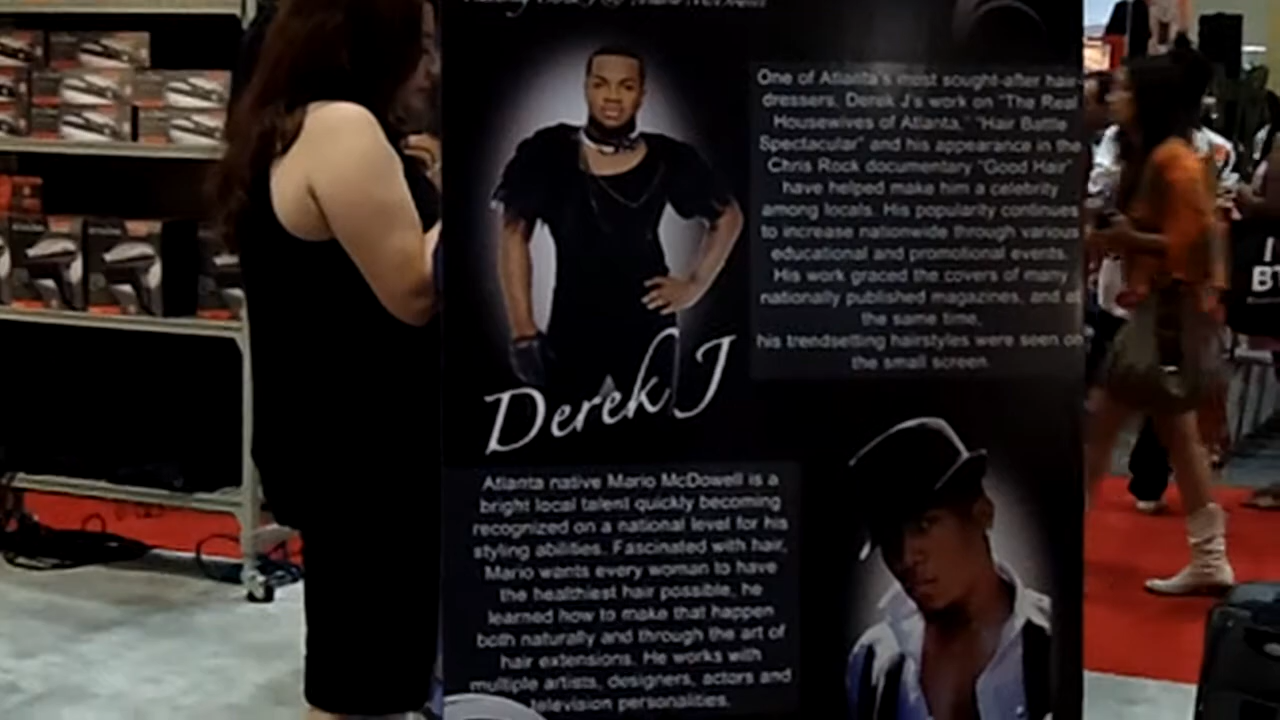 One of Atlanta's most sought-after hair-
dressers, Derek J's work on "The Real
Housewives of Atlanta," "Hair Battle
Spectacular" and his appearance in the
Chris Rock documentary "Good Hair"
have helped make him a celebrity
among locals. His popularity continues
to increase nationwide through various
educational and promotional events.
His work graced the covers of many
nationally published magazines, and at
the same time,
his trendsetting hairstyles were seen on
the small screen.
Derek J
Atlanta native Mario McDowell is a
bright local talent quickly becoming
recognized on a national level for his
styling abilities. Fascinated with hair,
Mario wants every woman to have
the healthiest hair possible, he
learned how to make that happen
both naturally and through the art of
hair extensions. He works with
multiple artists, designers, actors and
television personalities.